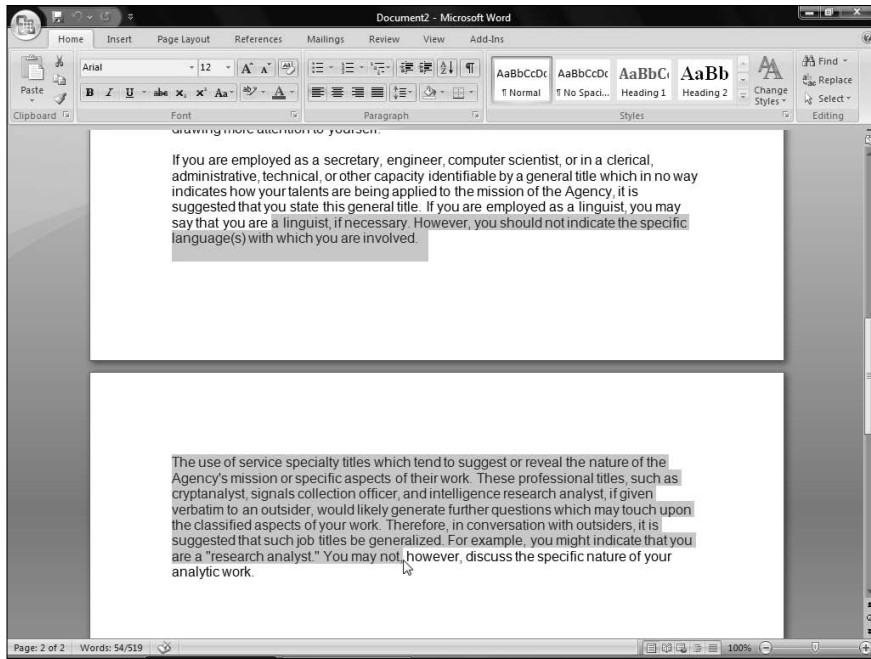 Document2 - Microsoft Word
Home Insert Page Layout References Mailings Review View Add-Ins
Arial 12
Paste
B I U abc x₂ x² Aa A
AaBbCcDc AaBbCcDc AaBbC AaBb
¶ Normal ¶ No Spaci... Heading 1 Heading 2
Change Styles
Find
Replace
Select
Clipboard Font Paragraph Styles Editing
drawing more attention to yourself.
If you are employed as a secretary, engineer, computer scientist, or in a clerical,
administrative, technical, or other capacity identifiable by a general title which in no way
indicates how your talents are being applied to the mission of the Agency, it is
suggested that you state this general title. If you are employed as a linguist, you may
say that you are a linguist, if necessary. However, you should not indicate the specific
language(s) with which you are involved.
The use of service specialty titles which tend to suggest or reveal the nature of the
Agency's mission or specific aspects of their work. These professional titles, such as
cryptanalyst, signals collection officer, and intelligence research analyst, if given
verbatim to an outsider, would likely generate further questions which may touch upon
the classified aspects of your work. Therefore, in conversation with outsiders, it is
suggested that such job titles be generalized. For example, you might indicate that you
are a "research analyst." You may not, however, discuss the specific nature of your
analytic work.
Page: 2 of 2 Words: 54/519 100%